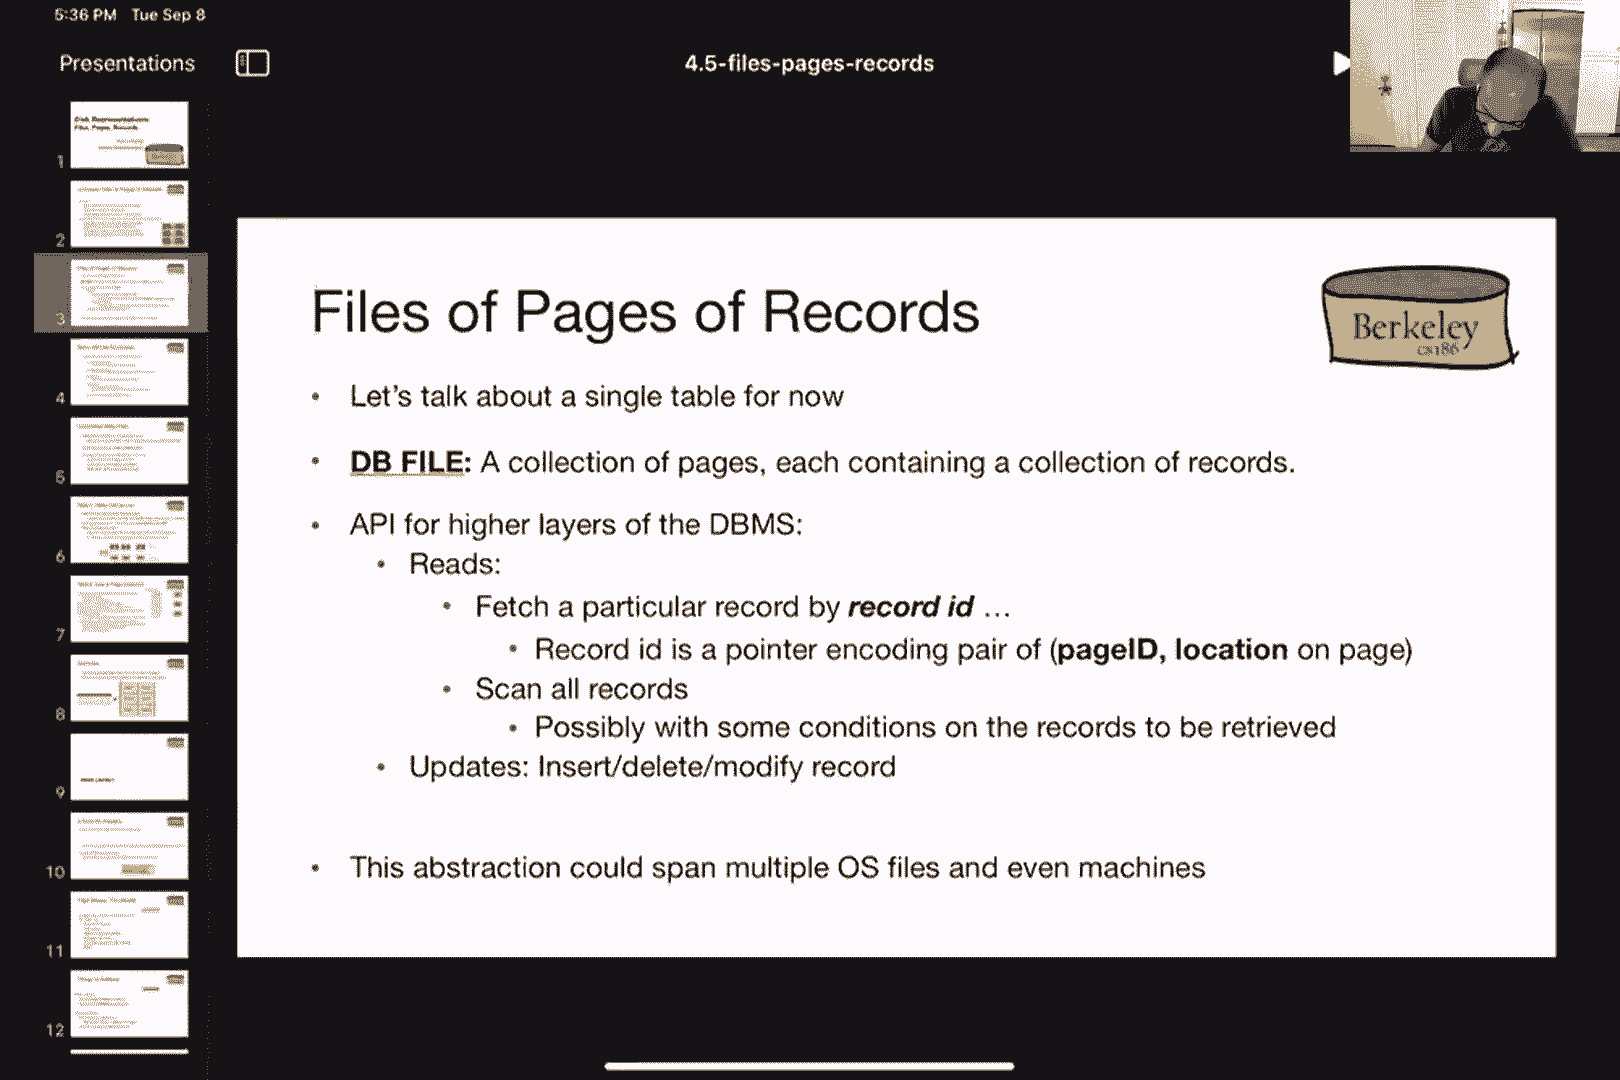 5:36 PM Tue Sep 8
Presentations
4.5-files-pages-records
1
2
3
4
5
6
7
8
9
10
11
12
Files of Pages of Records
Berkeley
cs186
• Let's talk about a single table for now
• DB FILE: A collection of pages, each containing a collection of records.
• API for higher layers of the DBMS:
• Reads:
• Fetch a particular record by record id ...
• Record id is a pointer encoding pair of (pageID, location on page)
• Scan all records
• Possibly with some conditions on the records to be retrieved
• Updates: Insert/delete/modify record
• This abstraction could span multiple OS files and even machines